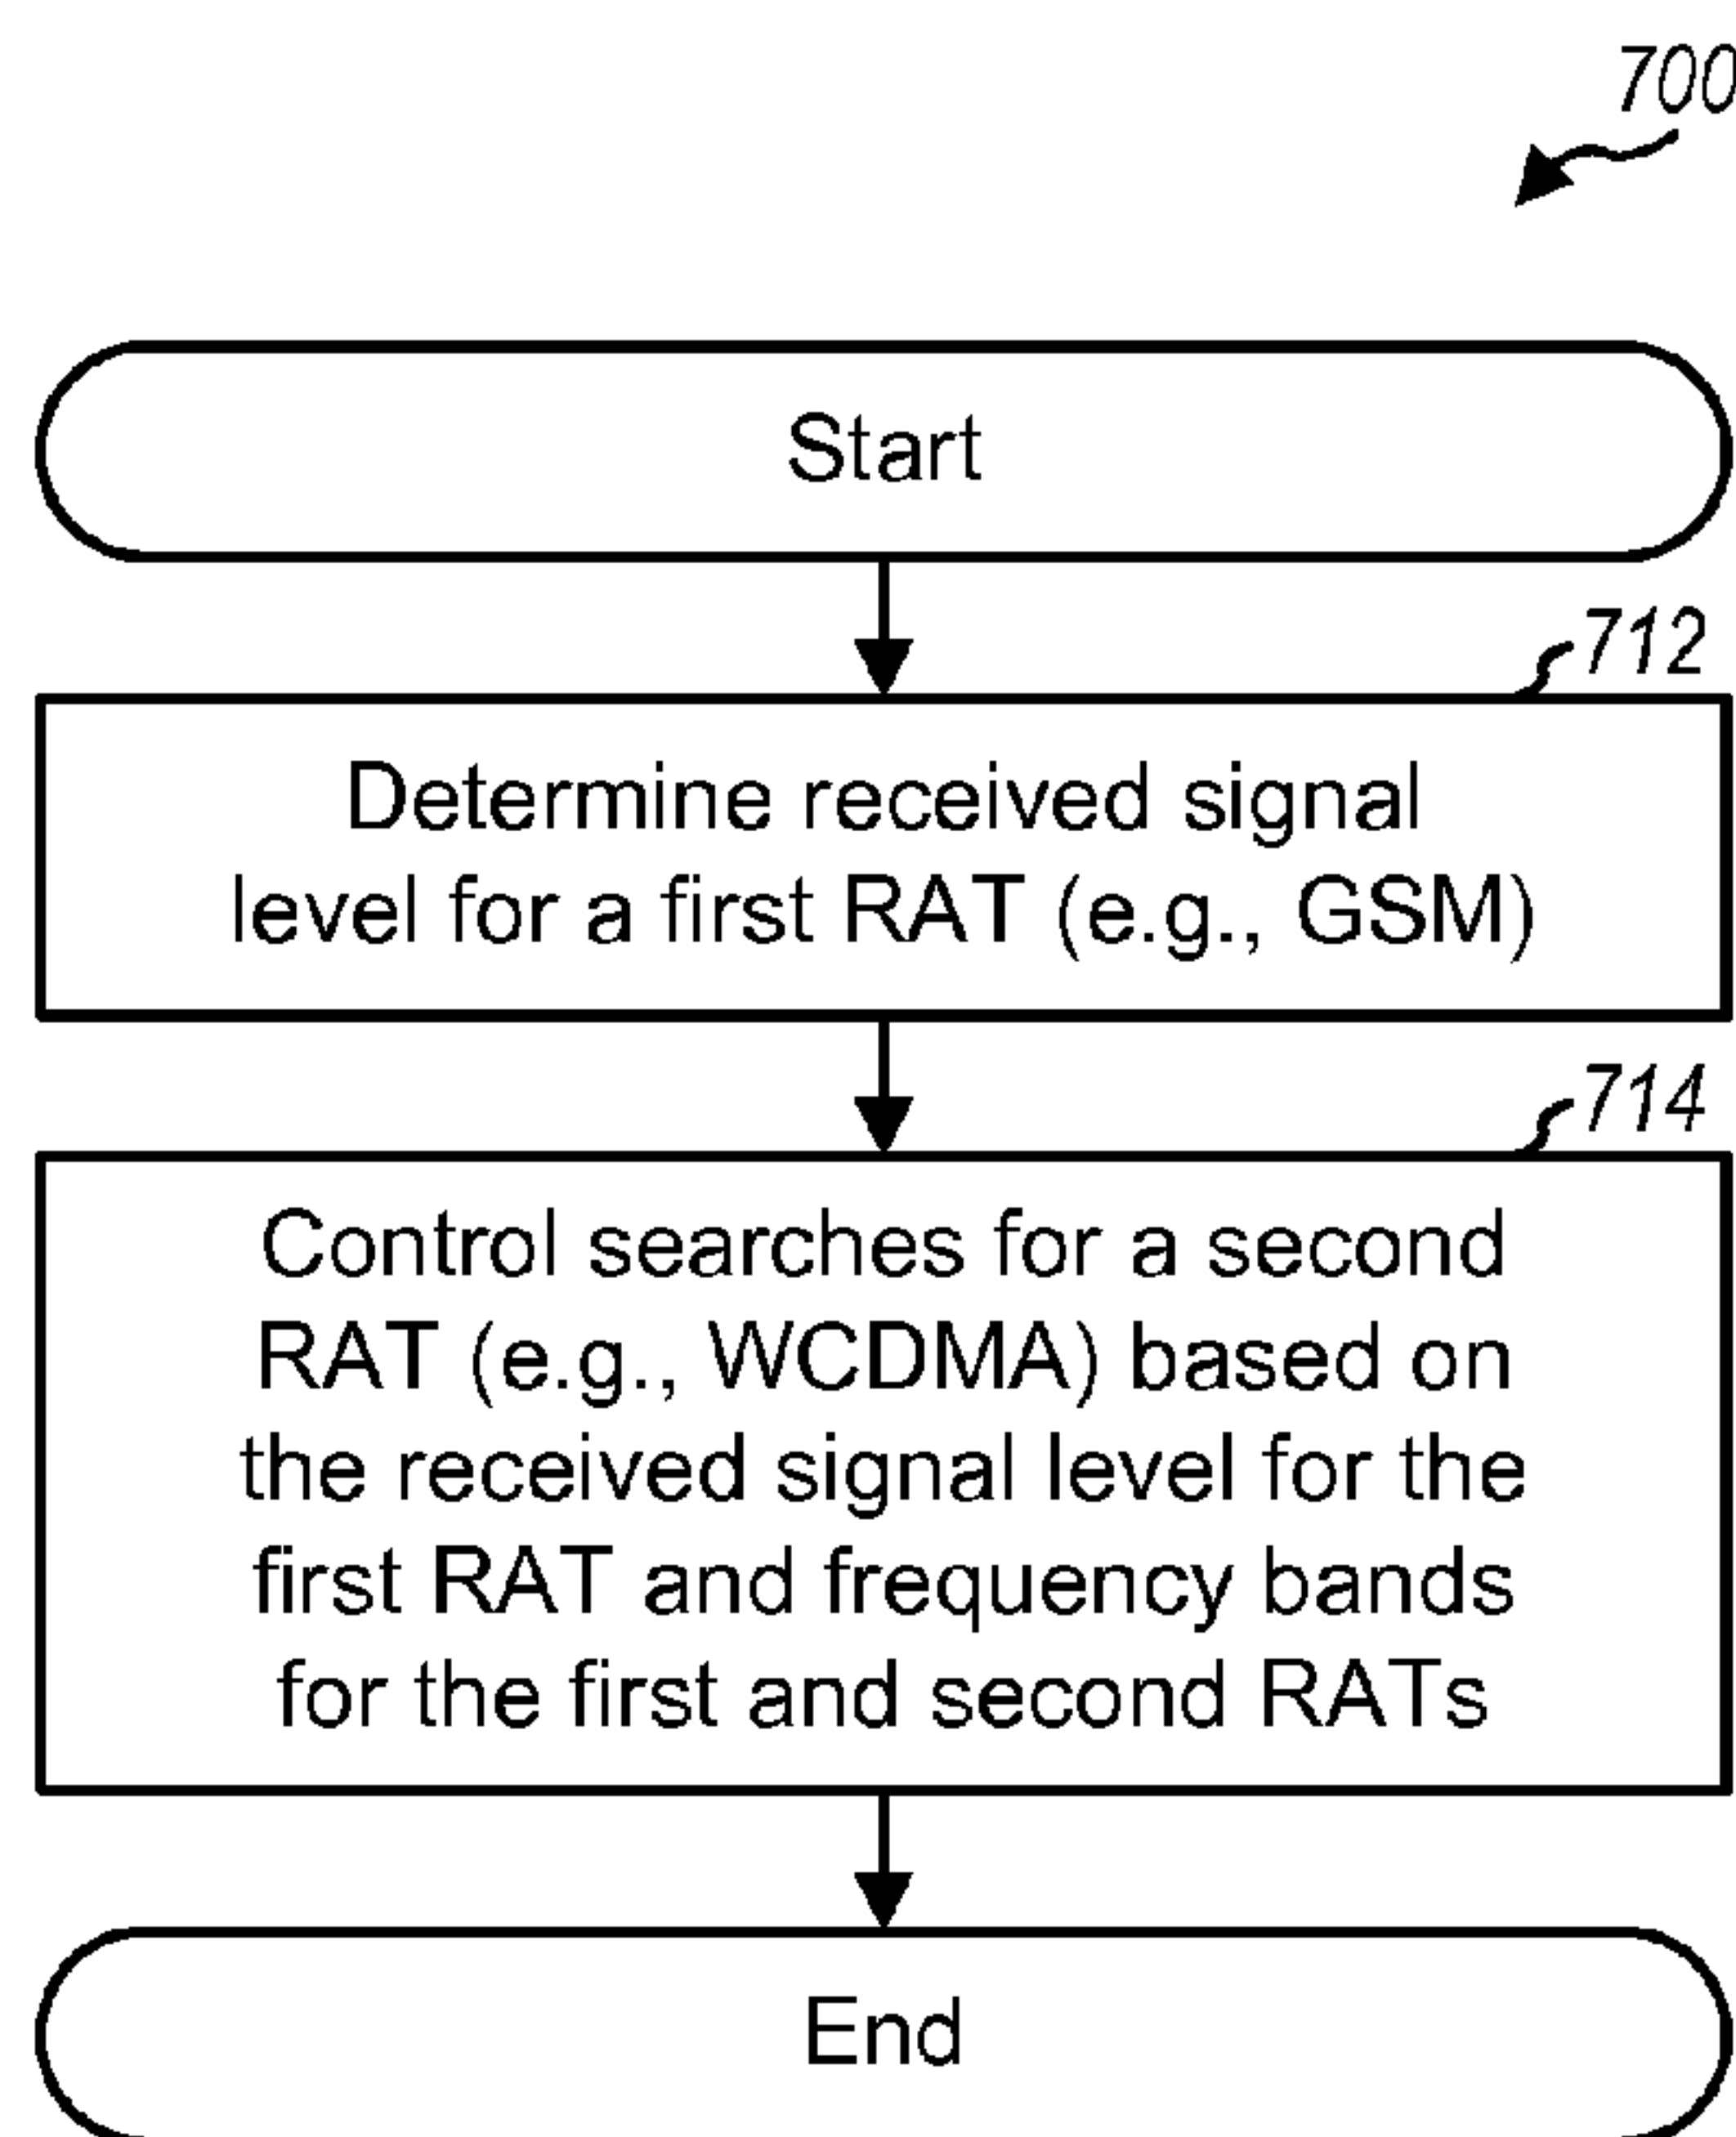 700
Start
712
Determine received signal
level for a first RAT (e.g., GSM)
714
Control searches for a second
RAT (e.g., WCDMA) based on
the received signal level for the
first RAT and frequency bands
for the first and second RATs
End